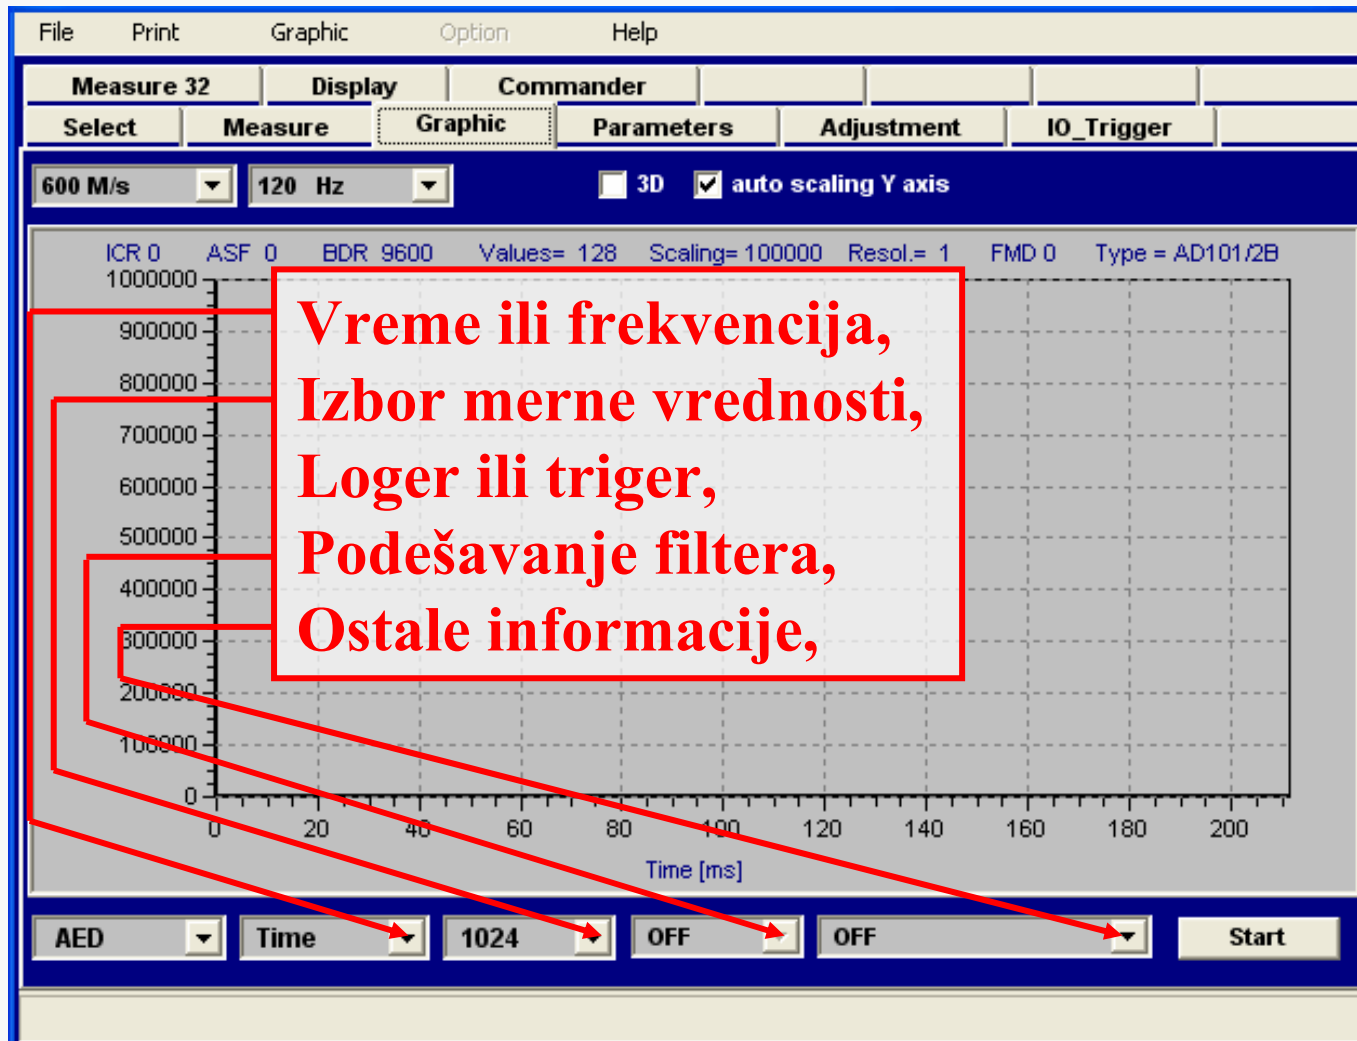 File Print Graphic Option Help
Measure 32 Display Commander
Select Measure Graphic Parameters Adjustment IO_Trigger
600 M/s 120 Hz 3D auto scaling Y axis
ICR 0 ASF 0 BDR 9600 Values= 128 Scaling= 100000 Resol.= 1 FMD 0 Type = AD101/2B
1000000
900000
800000
700000
600000
500000
400000
300000
200000
100000
0
Vreme ili frekvencija,
Izbor merne vrednosti,
Loger ili triger,
Podešavanje filtera,
Ostale informacije,
0 20 40 60 80 100 120 140 160 180 200
Time [ms]
AED Time 1024 OFF OFF Start